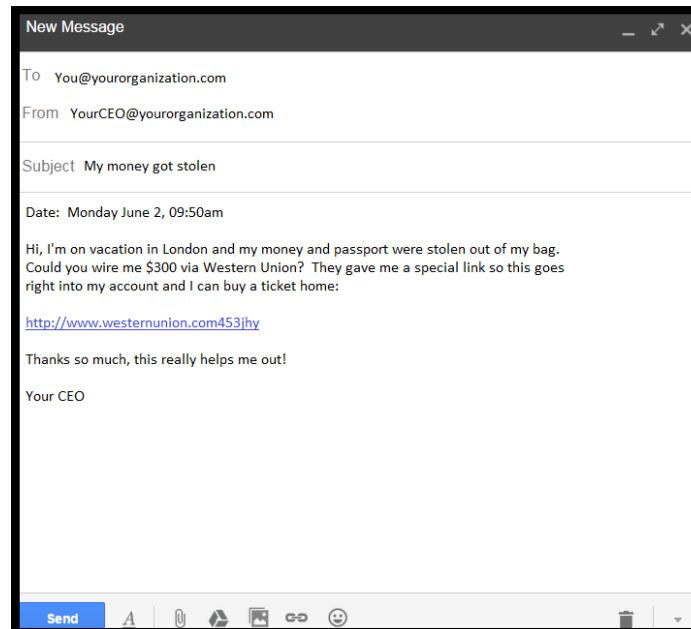 New Message
To You@yourorganization.com
From YourCEO@yourorganization.com
Subject My money got stolen
Date: Monday June 2, 09:50am
Hi, I'm on vacation in London and my money and passport were stolen out of my bag.
Could you wire me $300 via Western Union? They gave me a special link so this goes
right into my account and I can buy a ticket home:
http://www.westernunion.com453jhy
Thanks so much, this really helps me out!
Your CEO
Send A